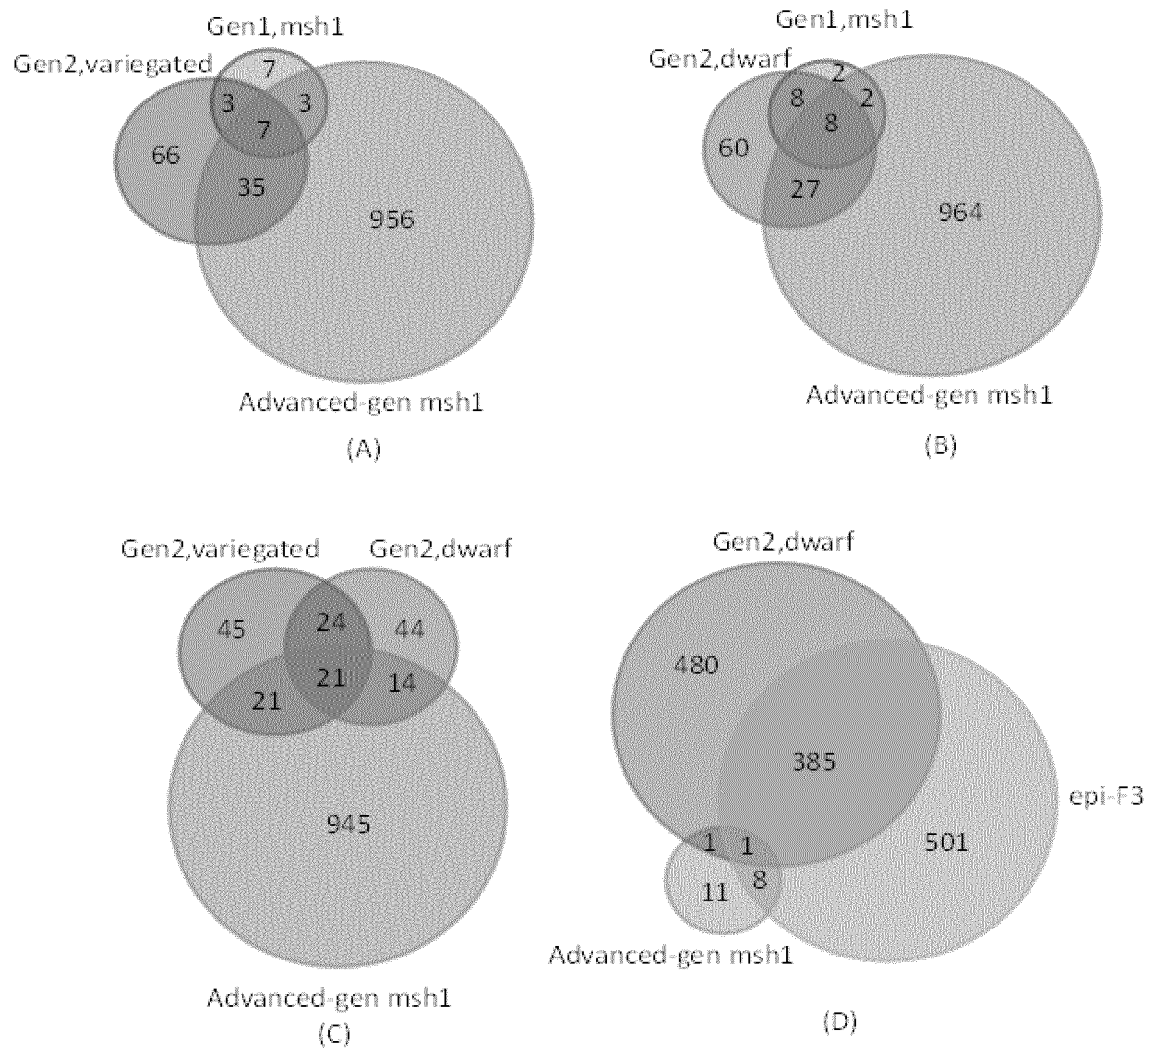 Gen1,msh1
Gen2,variegated
7
3
3
7
66
35
956
Advanced-gen msh1
(A)
Gen1,msh1
Gen2,dwarf
2
8
2
8
60
27
964
Advanced-gen msh1
(B)
Gen2,variegated
Gen2,dwarf
45
24
44
21
21
14
945
Advanced-gen msh1
(C)
Gen2,dwarf
480
385
epi-F3
501
1
1
8
11
Advanced-gen msh1
(D)